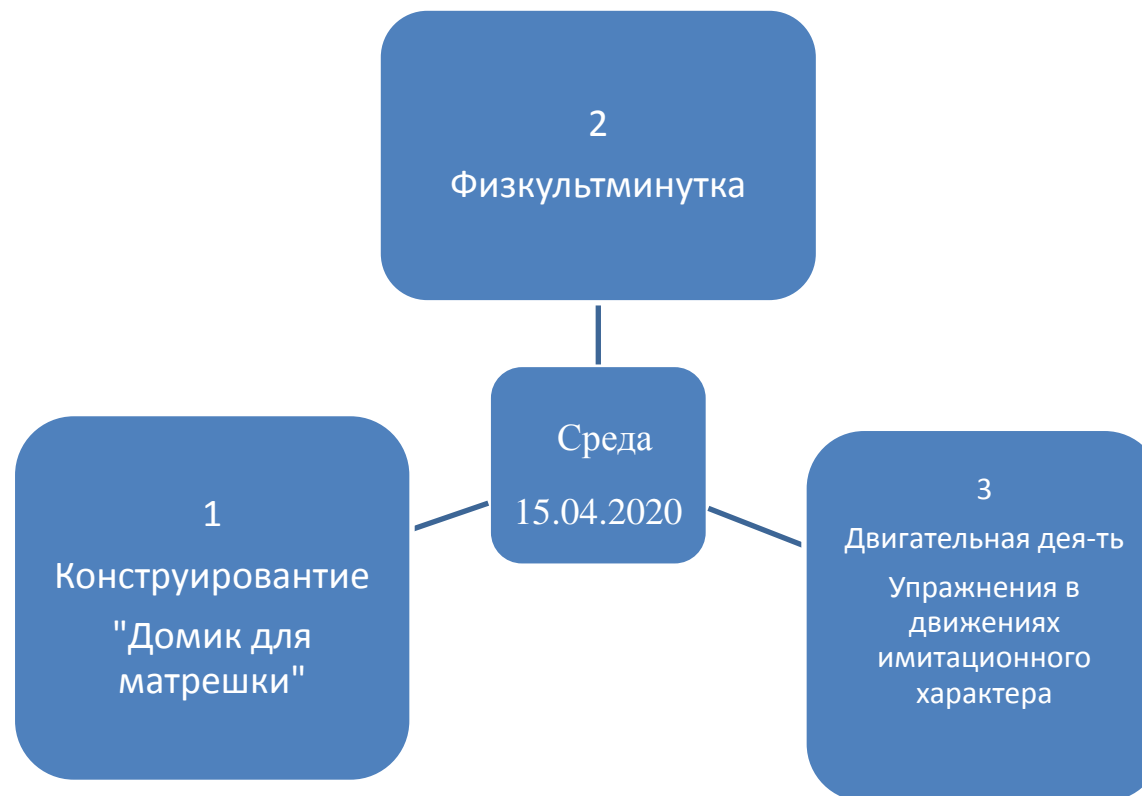 2
Физкультминутка
Среда
15.04.2020
1
Конструировантие
"Домик для
матрешки"
3
Двигательная дея-ть
Упражнения в
движениях
имитационного
характера